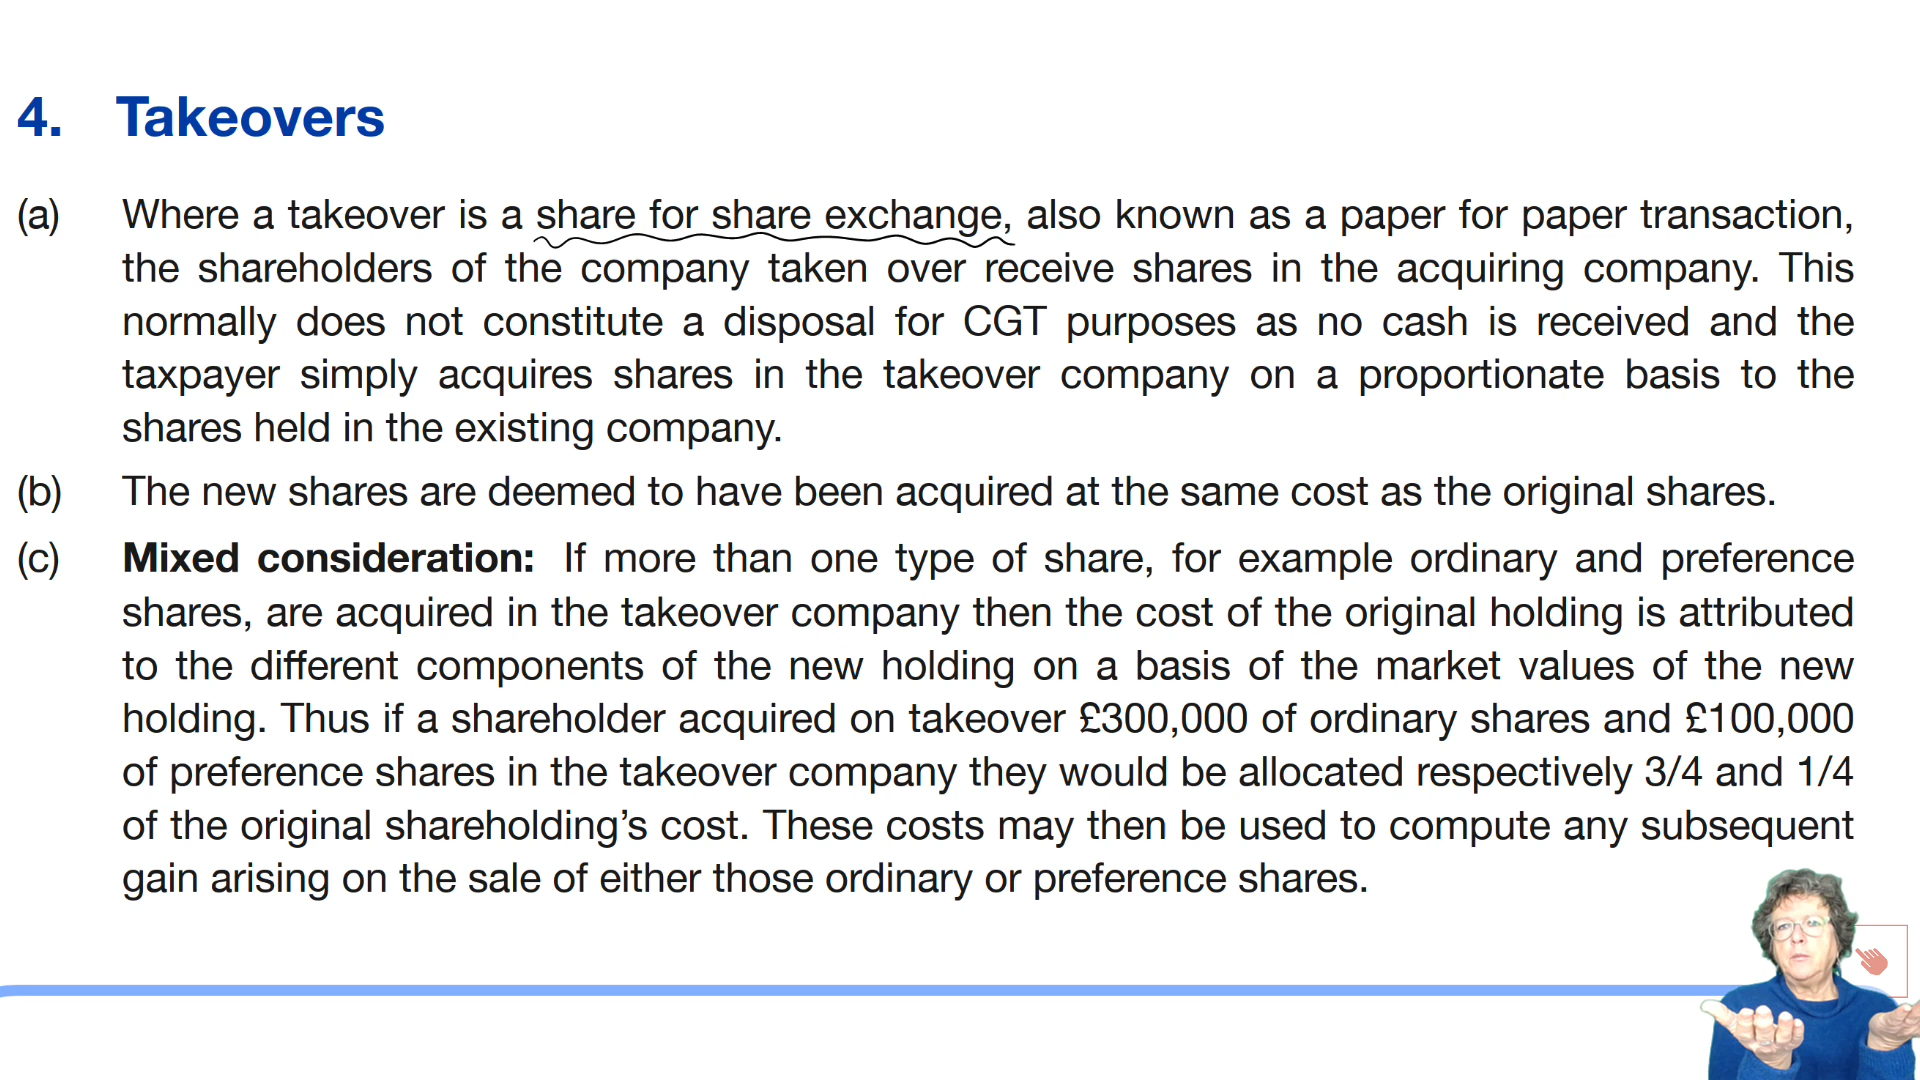 4. Takeovers
(a) Where a takeover is a share for share exchange, also known as a paper for paper transaction,
the shareholders of the company taken over receive shares in the acquiring company. This
normally does not constitute a disposal for CGT purposes as no cash is received and the
taxpayer simply acquires shares in the takeover company on a proportionate basis to the
shares held in the existing company.
(b) The new shares are deemed to have been acquired at the same cost as the original shares.
(c) Mixed consideration: If more than one type of share, for example ordinary and preference
shares, are acquired in the takeover company then the cost of the original holding is attributed
to the different components of the new holding on a basis of the market values of the new
holding. Thus if a shareholder acquired on takeover £300,000 of ordinary shares and £100,000
of preference shares in the takeover company they would be allocated respectively 3/4 and 1/4
of the original shareholding’s cost. These costs may then be used to compute any subsequent
gain arising on the sale of either those ordinary or preference shares.